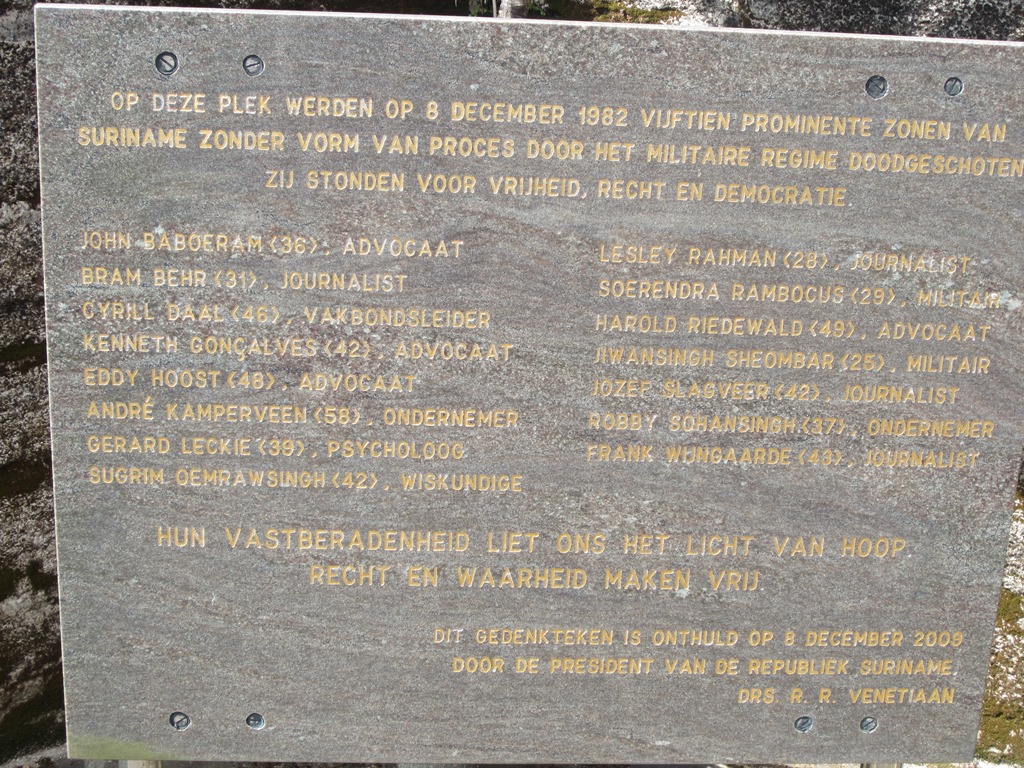 OP DEZE PLEK WERDEN OP 8 DECEMBER 1982 VIJFTIEN PROMINENTE ZONEN VAN
SURINAME ZONDER VORM VAN PROCES DOOR HET MILITAIRE REGIME DOODGESCHOTEN
ZIJ STONDEN VOOR VRIJHEID, RECHT EN DEMOCRATIE.
JOHN BABOERAM (36), ADVOCAAT
BRAM BEHR (31), JOURNALIST
CYRILL DAAL (46), VAKBONDSLEIDER
KENNETH GONÇALVES (42), ADVOCAAT
EDDY HOOST (48), ADVOCAAT
ANDRÉ KAMPERVEEN (58), ONDERNEMER
GERARD LECKIE (39), PSYCHOLOOG
SUGRIM OEMRAWSINGH (42), WISKUNDIGE
LESLEY RAHMAN (28), JOURNALIST
SOERENDRA RAMBOCUS (29), MILITAIR
HAROLD RIEDEWALD (49), ADVOCAAT
JIWANSINGH SHEOMBAR (25), MILITAIR
JOZEF SLAGVEER (42), JOURNALIST
ROBBY SOHANSINGH (37), ONDERNEMER
FRANK WIJNGAARDE (43), JOURNALIST
HUN VASTBERADENHEID LIET ONS HET LICHT VAN HOOP.
RECHT EN WAARHEID MAKEN VRIJ.
DIT GEDENKTEKEN IS ONTHULD OP 8 DECEMBER 2009
DOOR DE PRESIDENT VAN DE REPUBLIEK SURINAME,
DRS. R. R. VENETIAAN